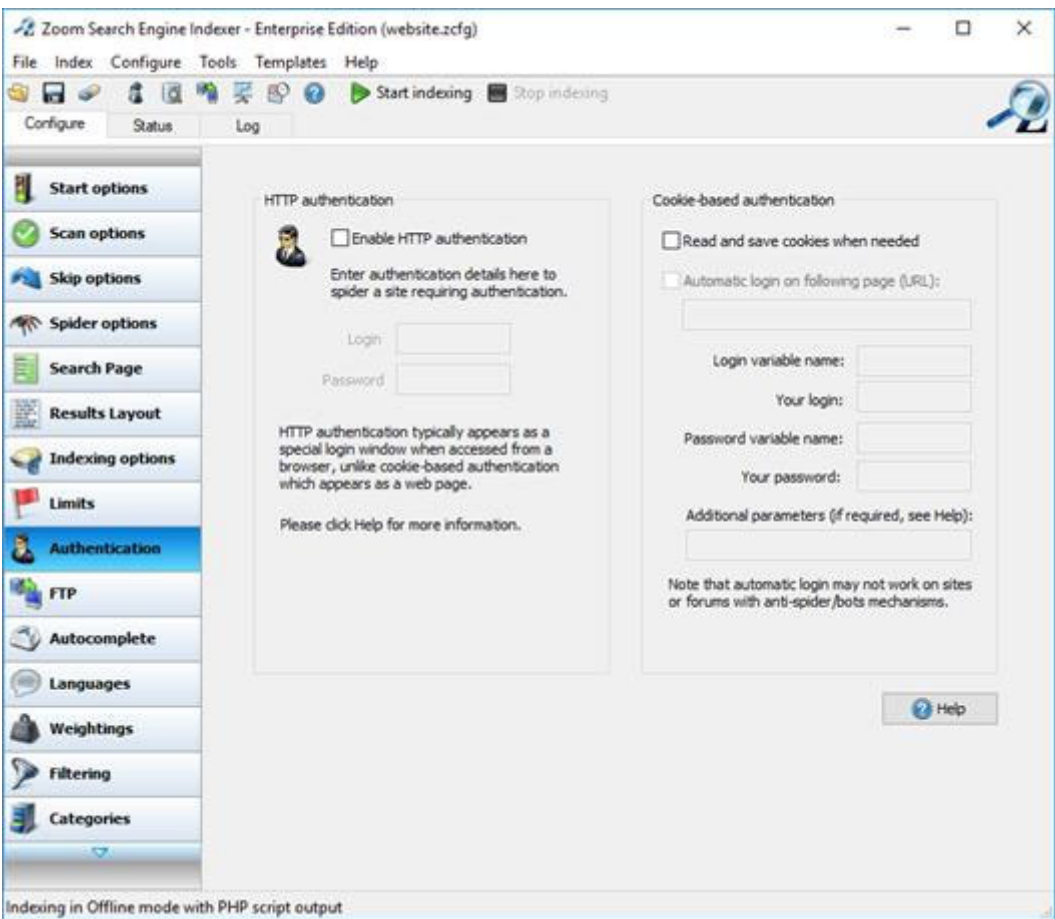 Zoom Search Engine Indexer - Enterprise Edition (website.zcfg)
File Index Configure Tools Templates Help
Start indexing Stop indexing
Configure Status Log
Start options
Scan options
Skip options
Spider options
Search Page
Results Layout
Indexing options
Limits
Authentication
FTP
Autocomplete
Languages
Weightings
Filtering
Categories
HTTP authentication
Enable HTTP authentication
Enter authentication details here to
spider a site requiring authentication.
Login
Password
HTTP authentication typically appears as a
special login window when accessed from a
browser, unlike cookie-based authentication
which appears as a web page.
Please click Help for more information.
Cookie-based authentication
Read and save cookies when needed
Automatic login on following page (URL):
Login variable name:
Your login:
Password variable name:
Your password:
Additional parameters (if required, see Help):
Note that automatic login may not work on sites
or forums with anti-spider/bots mechanisms.
Help
Indexing in Offline mode with PHP script output